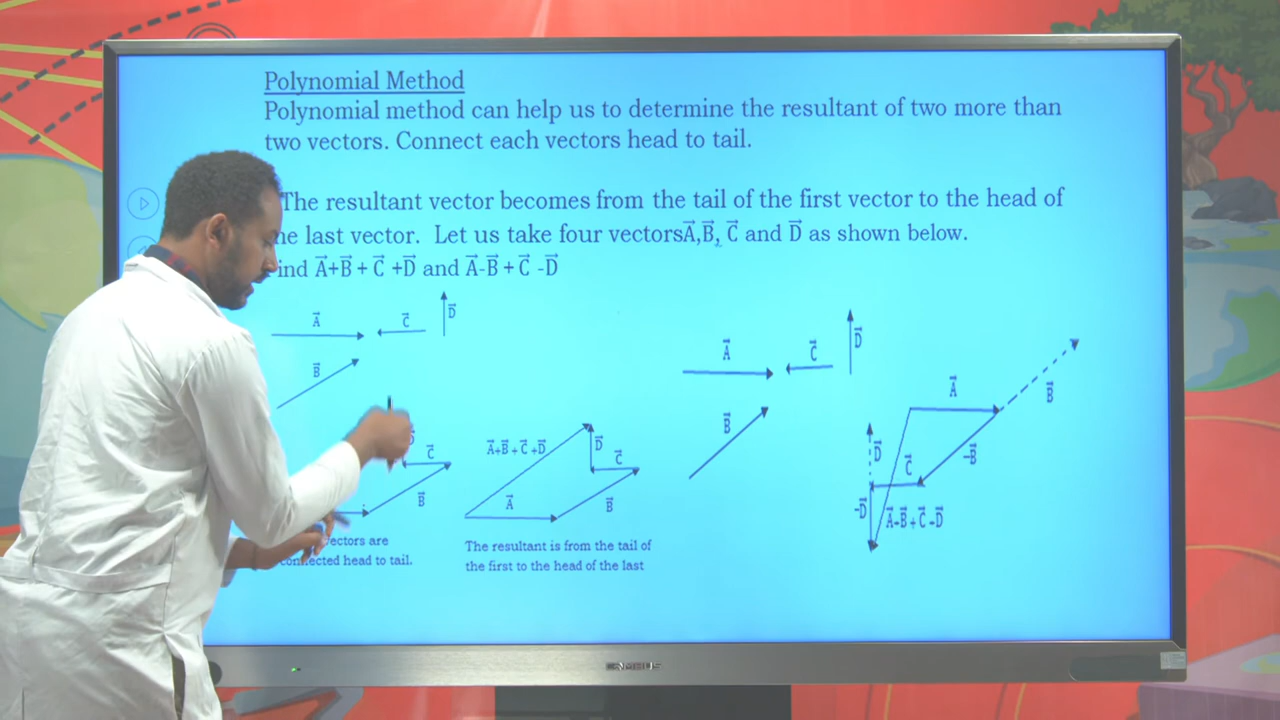 Polynomial Method
Polynomial method can help us to determine the resultant of two more than
two vectors. Connect each vectors head to tail.
The resultant vector becomes from the tail of the first vector to the head of
he last vector. Let us take four vectorsA⃗,B⃗, C⃗ and D⃗ as shown below.
ind A⃗+B⃗ + C⃗ +D⃗ and A⃗-B⃗ + C⃗ -D⃗
A⃗
C⃗
D⃗
B⃗
C⃗
B⃗
A⃗+B⃗ + C⃗ +D⃗
D⃗
C⃗
A⃗
B⃗
ectors are
connected head to tail.
The resultant is from the tail of
the first to the head of the last
A⃗
C⃗
D⃗
B⃗
A⃗
B⃗
D⃗
C⃗
-B⃗
-D⃗
A⃗-B⃗ + C⃗ -D⃗